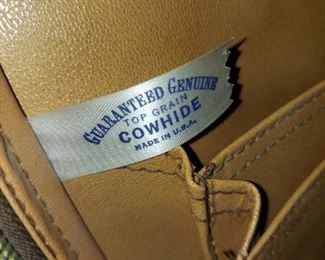 GUARANTEED GENUINE
TOP GRAIN
COWHIDE
MADE IN U.S.A.